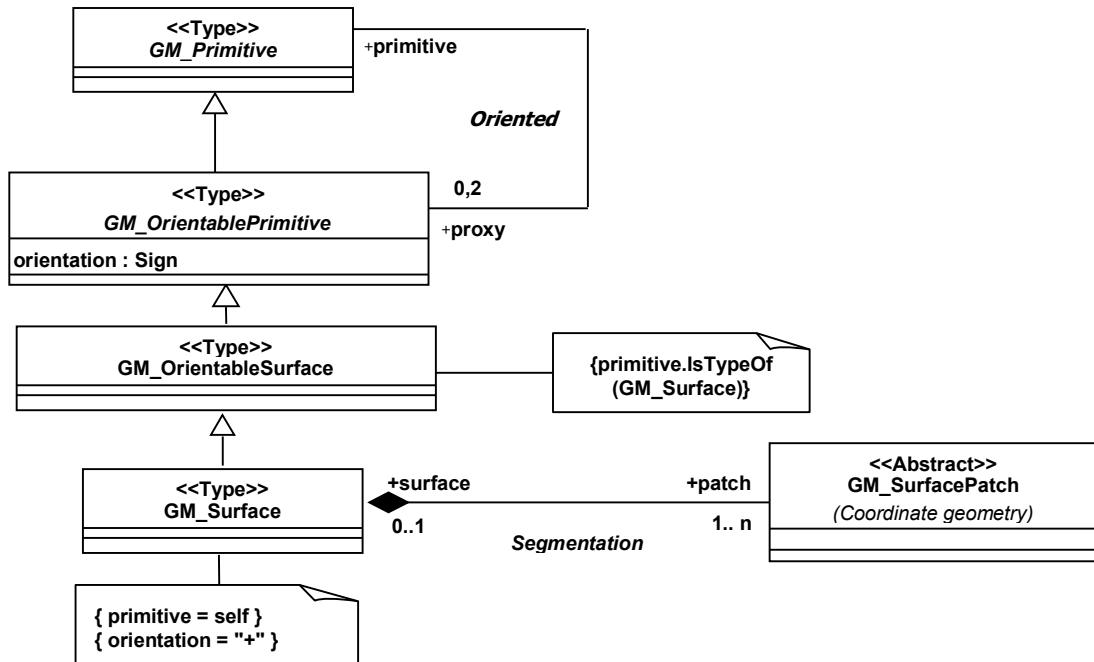 <<Type>>
GM_Primitive
+primitive
Oriented
0,2
+proxy
<<Type>>
GM_OrientablePrimitive
orientation : Sign
<<Type>>
GM_OrientableSurface
{primitive.IsTypeOf
(GM_Surface)}
<<Type>>
GM_Surface
+surface
0..1
+patch
1.. n
Segmentation
<<Abstract>>
GM_SurfacePatch
(Coordinate geometry)
{ primitive = self }
{ orientation = "+" }